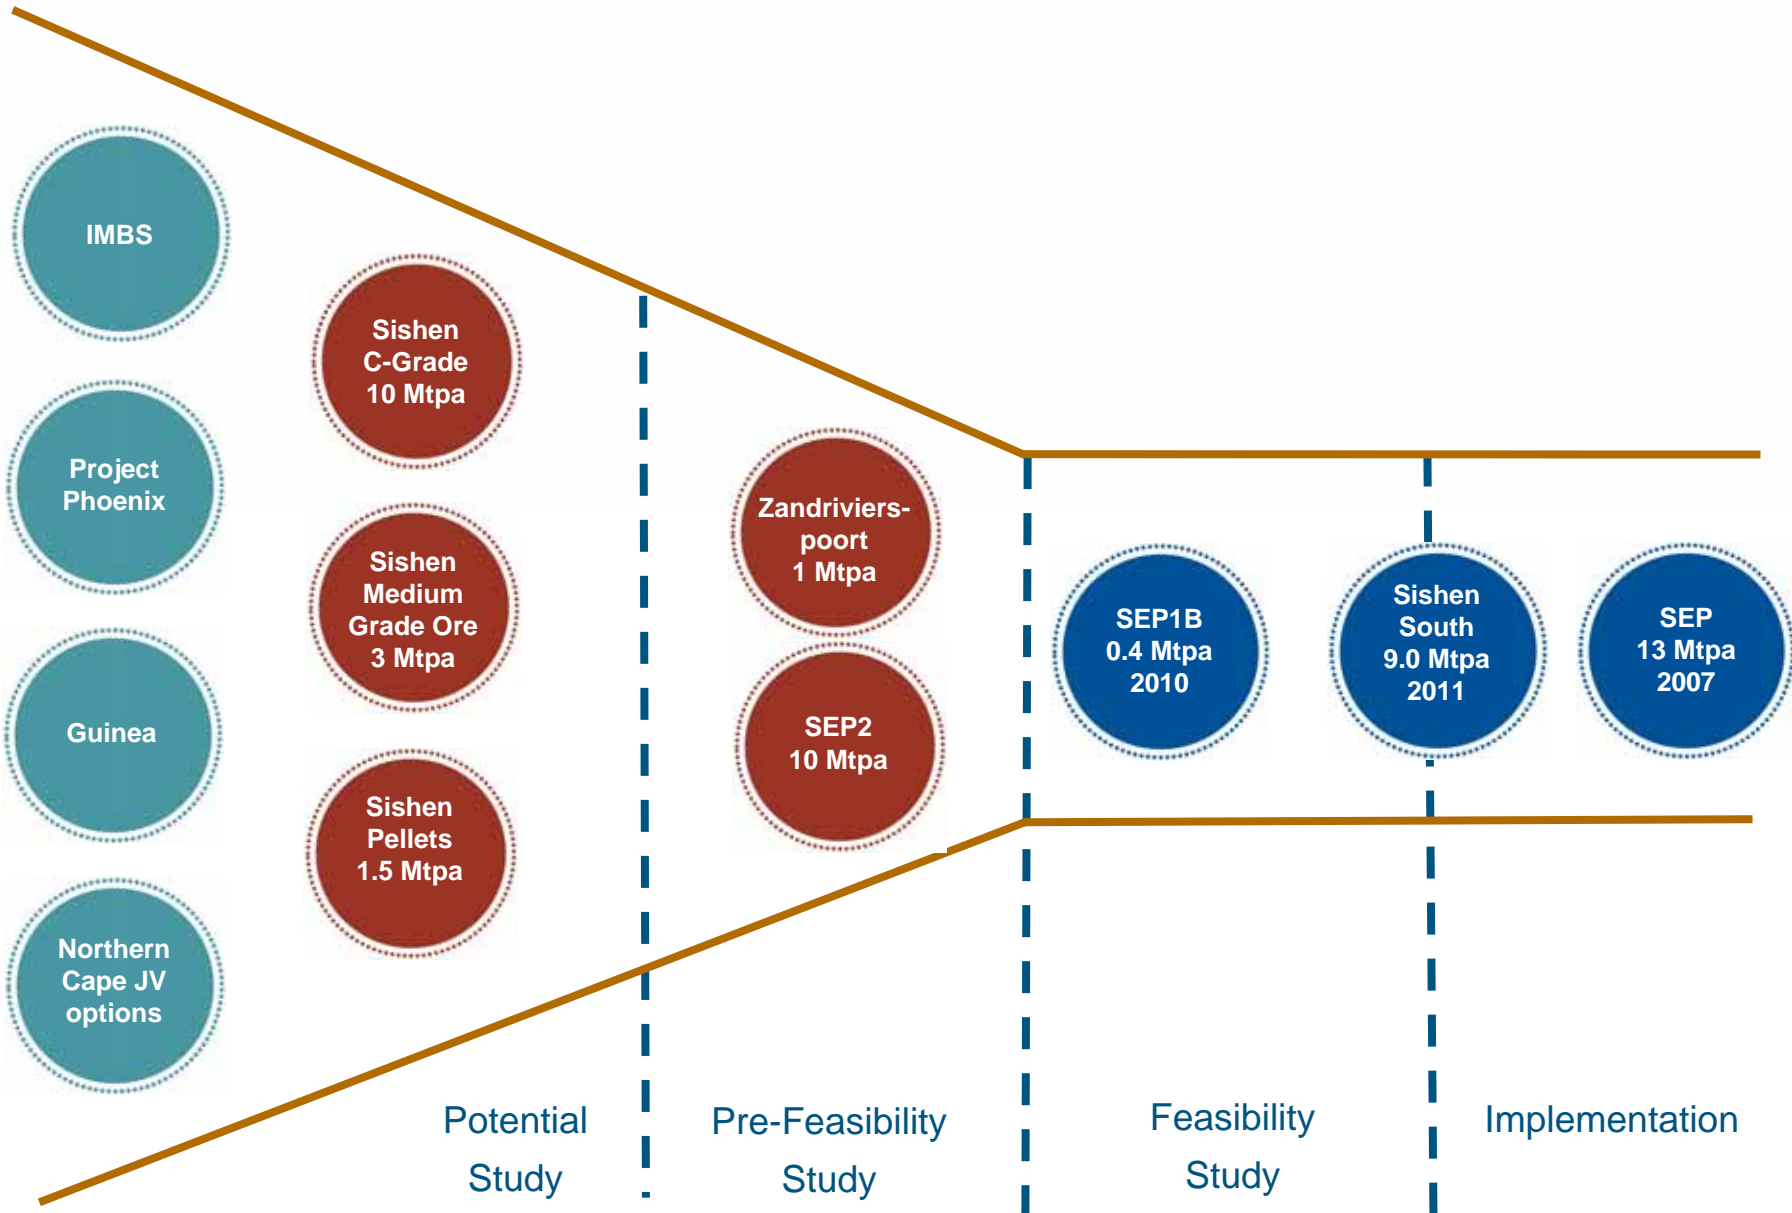 IMBS
Project
Phoenix
Guinea
Northern
Cape JV
options
Sishen
C-Grade
10 Mtpa
Sishen
Medium
Grade Ore
3 Mtpa
Sishen
Pellets
1.5 Mtpa
Zandriviers-
poort
1 Mtpa
SEP2
10 Mtpa
SEP1B
0.4 Mtpa
2010
Sishen
South
9.0 Mtpa
2011
SEP
13 Mtpa
2007
Potential
Study
Pre-Feasibility
Study
Feasibility
Study
Implementation